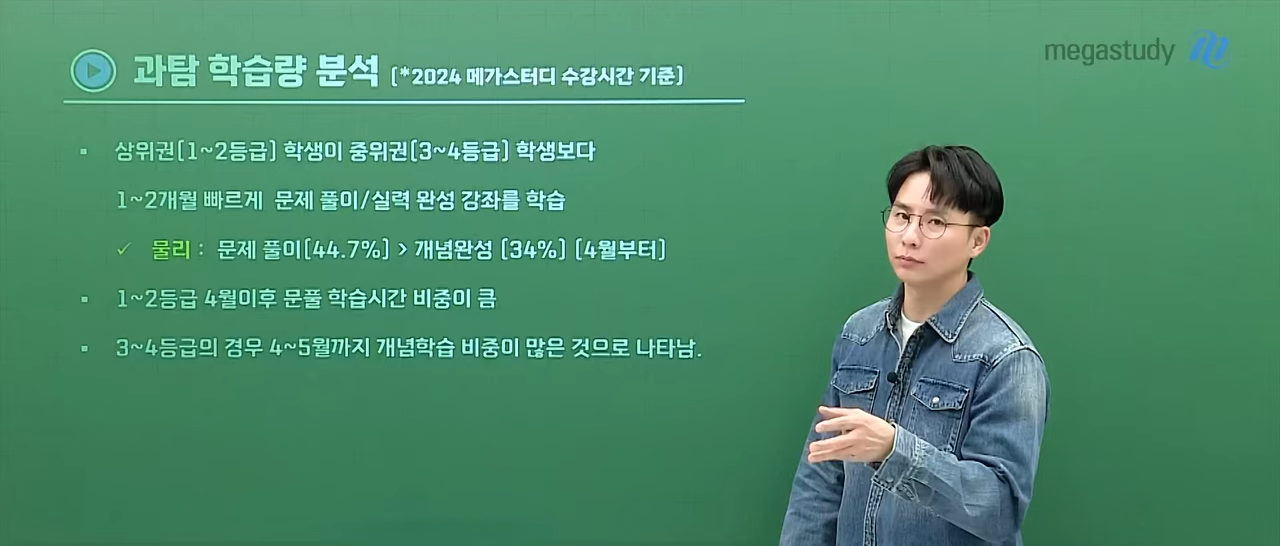 과탐 학습량 분석 [*2024 메가스터디 수강시간 기준]
megastudy
상위권[1~2등급] 학생이 중위권[3~4등급] 학생보다
1~2개월 빠르게 문제 풀이/실력 완성 강좌를 학습
✓ 물리 : 문제 풀이[44.7%] > 개념완성 [34%] [4월부터]
1~2등급 4월이후 문풀 학습시간 비중이 큼
3~4등급의 경우 4~5월까지 개념학습 비중이 많은 것으로 나타남.